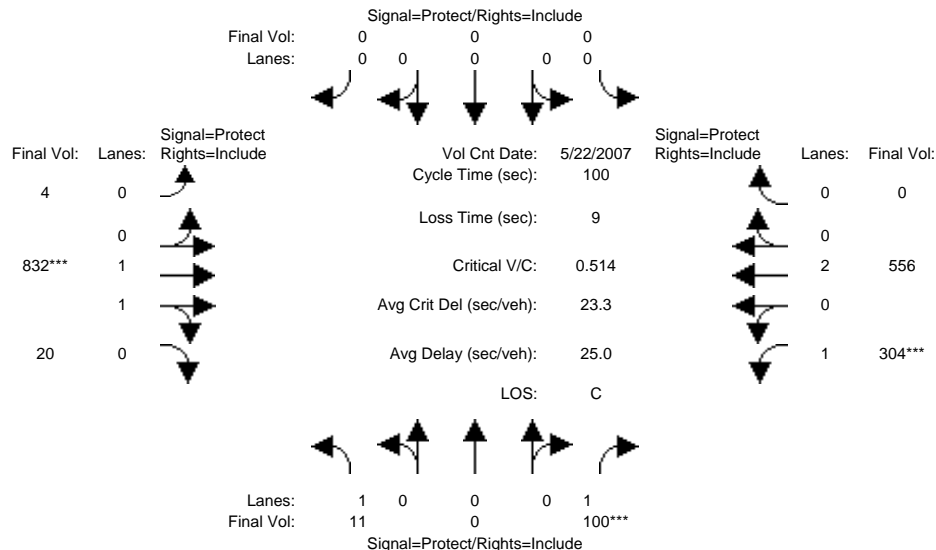 Signal=Protect/Rights=Include
Final Vol: 0 0 0
Lanes: 0 0 0 0 0
Signal=Protect
Final Vol: Lanes: Rights=Include
Vol Cnt Date: 5/22/2007
Signal=Protect
Rights=Include Lanes: Final Vol:
Cycle Time (sec): 100
4 0
0 0
Loss Time (sec): 9
0
0
832*** 1
Critical V/C: 0.514
2 556
1
Avg Crit Del (sec/veh): 23.3
0
20 0
Avg Delay (sec/veh): 25.0
1 304***
LOS: C
Lanes: 1 0 0 0 1
Final Vol: 11 0 100***
Signal=Protect/Rights=Include